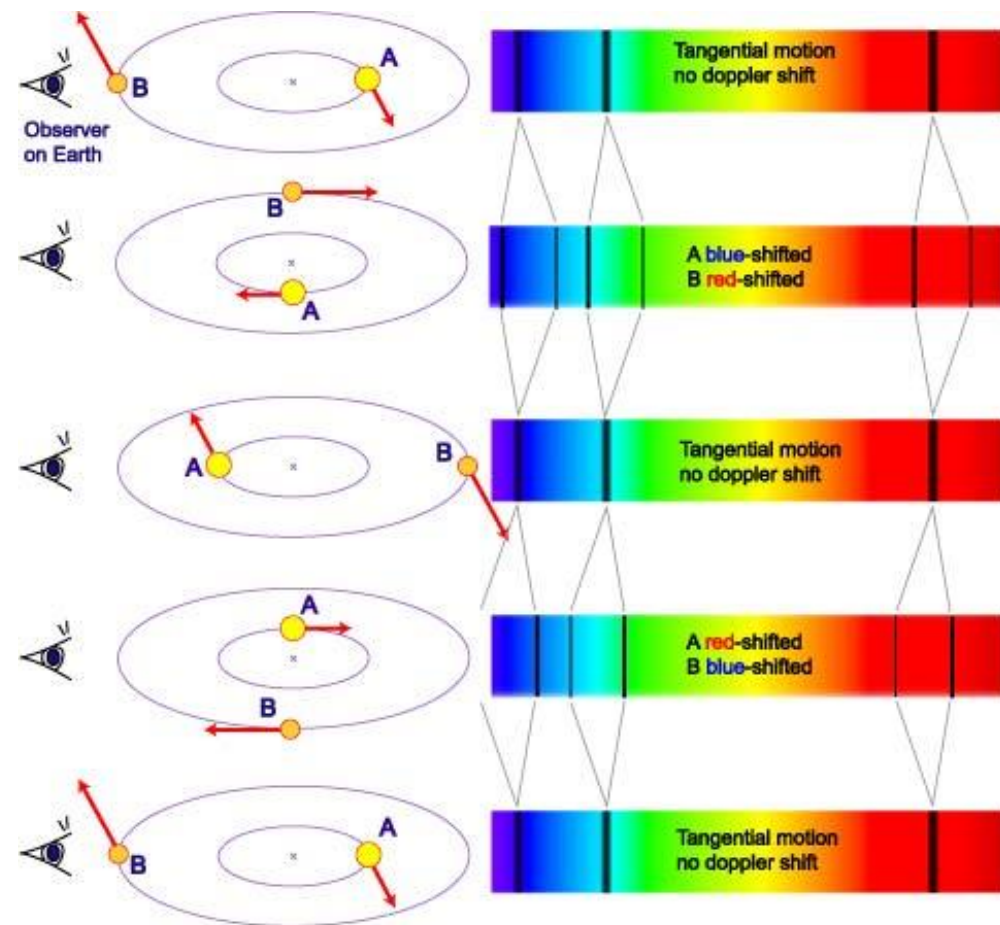 A
B
Tangential motion
no doppler shift
Observer
on Earth
B
A
A blue-shifted
B red-shifted
A
B
Tangential motion
no doppler shift
A
B
A red-shifted
B blue-shifted
A
B
Tangential motion
no doppler shift